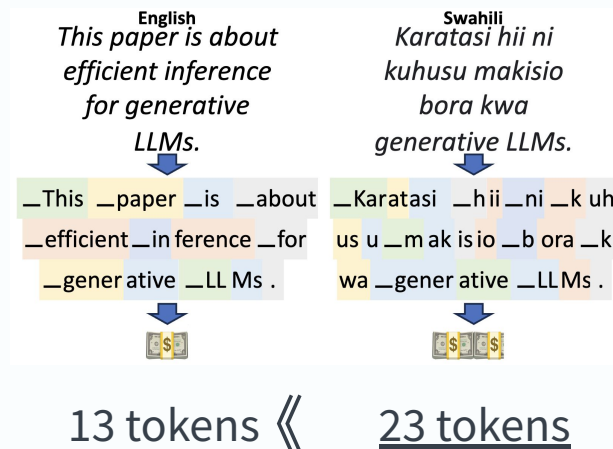 English
This paper is about
efficient inference
for generative
LLMs.
_This _paper _is _about
_efficient _in ference _for
_gener ative _LL Ms .
$
13 tokens 《
Swahili
Karatasi hii ni
kuhusu makisio
bora kwa
generative LLMs.
_Karatasi _h ii _ni _k uh
us u _m ak is io _b ora _k
wa _gener ative _LL Ms .
$ $
23 tokens